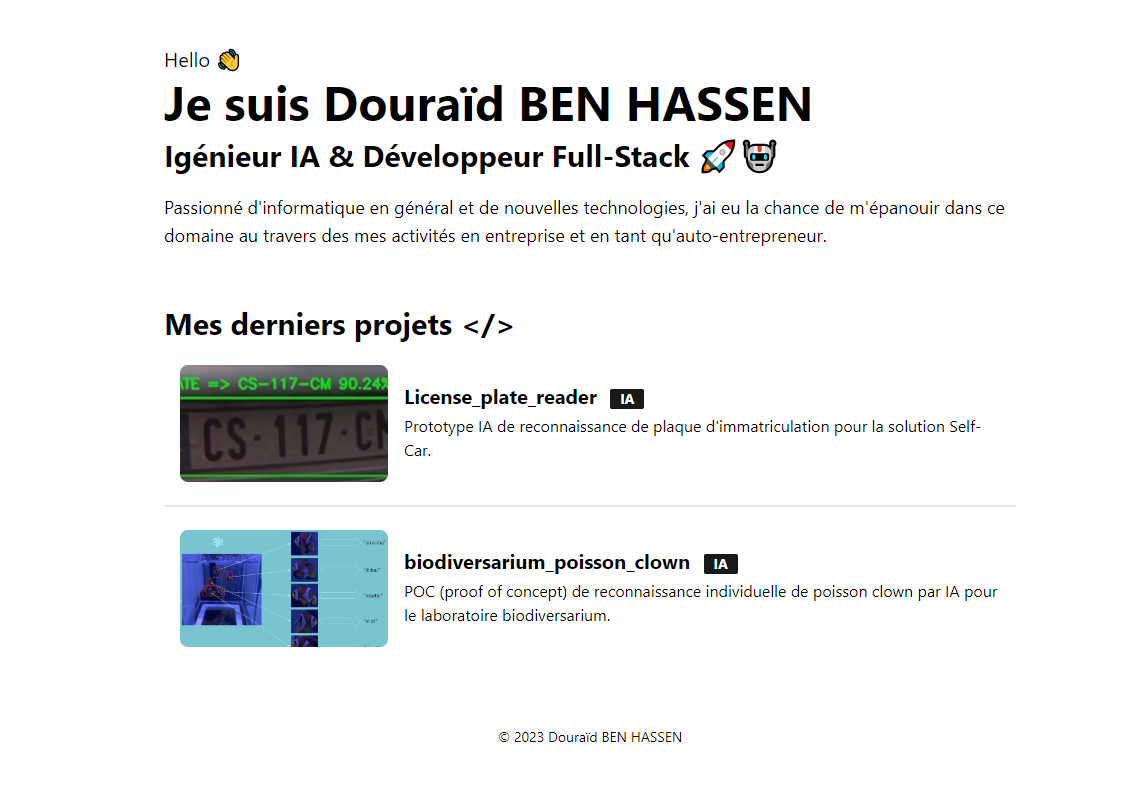 Hello 👋
Je suis Douraïd BEN HASSEN
Igénieur IA & Développeur Full-Stack 🚀🤖
Passionné d'informatique en général et de nouvelles technologies, j'ai eu la chance de m'épanouir dans ce
domaine au travers des mes activités en entreprise et en tant qu'auto-entrepreneur.
Mes derniers projets </>
ATE => CS-117-CM 90.24%
CS-117-CM
License_plate_reader IA
Prototype IA de reconnaissance de plaque d'immatriculation pour la solution Self-
Car.
biodiversarium_poisson_clown IA
POC (proof of concept) de reconnaissance individuelle de poisson clown par IA pour
le laboratoire biodiversarium.
© 2023 Douraïd BEN HASSEN